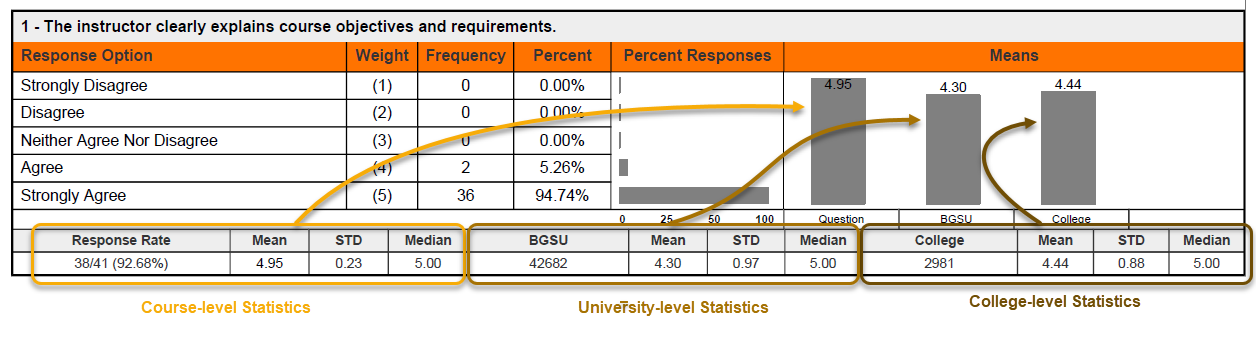 1 - The instructor clearly explains course objectives and requirements.
Response Option Weight Frequency Percent Percent Responses Means
Strongly Disagree (1) 0 0.00% 4.95 4.30 4.44
Disagree (2) 0 0.00%
Neither Agree Nor Disagree (3) 0 0.00%
Agree (4) 2 5.26%
Strongly Agree (5) 36 94.74%
0 25 50 100 Question BGSU College
Response Rate Mean STD Median BGSU Mean STD Median College Mean STD Median
38/41 (92.68%) 4.95 0.23 5.00 42682 4.30 0.97 5.00 2981 4.44 0.88 5.00
Course-level Statistics University-level Statistics College-level Statistics